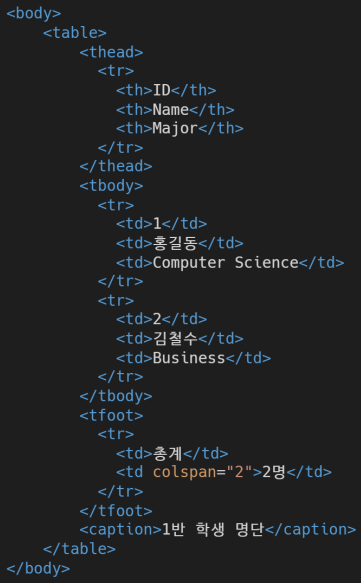 <body>
    <table>
        <thead>
          <tr>
            <th>ID</th>
            <th>Name</th>
            <th>Major</th>
          </tr>
        </thead>
        <tbody>
          <tr>
            <td>1</td>
            <td>홍길동</td>
            <td>Computer Science</td>
          </tr>
          <tr>
            <td>2</td>
            <td>김철수</td>
            <td>Business</td>
          </tr>
        </tbody>
        <tfoot>
          <tr>
            <td>총계</td>
            <td colspan="2">2명</td>
          </tr>
        </tfoot>
        <caption>1반 학생 명단</caption>
    </table>
</body>